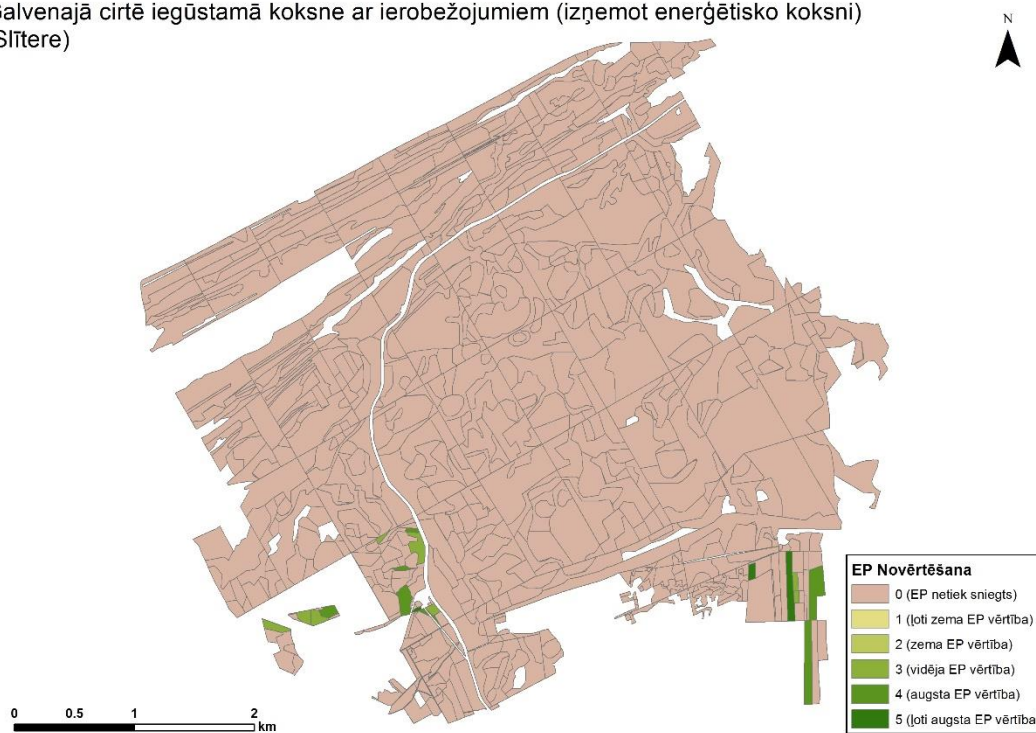 Galvenajā cirtē iegūstamā koksne ar ierobežojumiem (izņemot enerģētisko koksni)
Slītere)
N
EP Novērtēšana
0 (EP netiek sniegts)
1 (ļoti zema EP vērtība)
2 (zema EP vērtība)
3 (vidēja EP vērtība)
4 (augsta EP vērtība)
5 (ļoti augsta EP vērtība
0 0.5 1 2
km